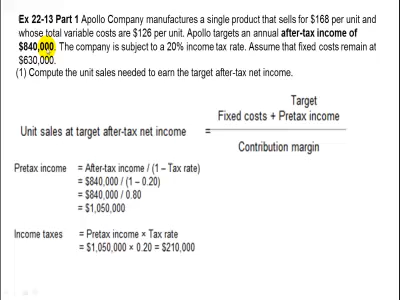 Ex 22-13 Part 1 Apollo Company manufactures a single product that sells for $168 per unit and
whose total variable costs are $126 per unit. Apollo targets an annual after-tax income of
$840,000. The company is subject to a 20% income tax rate. Assume that fixed costs remain at
$630,000.
(1) Compute the unit sales needed to earn the target after-tax net income.
Target
Fixed costs + Pretax income
Unit sales at target after-tax net income =
Contribution margin
Pretax income = After-tax income / (1 – Tax rate)
= $840,000 / (1 – 0.20)
= $840,000 / 0.80
= $1,050,000
Income taxes = Pretax income × Tax rate
= $1,050,000 × 0.20 = $210,000